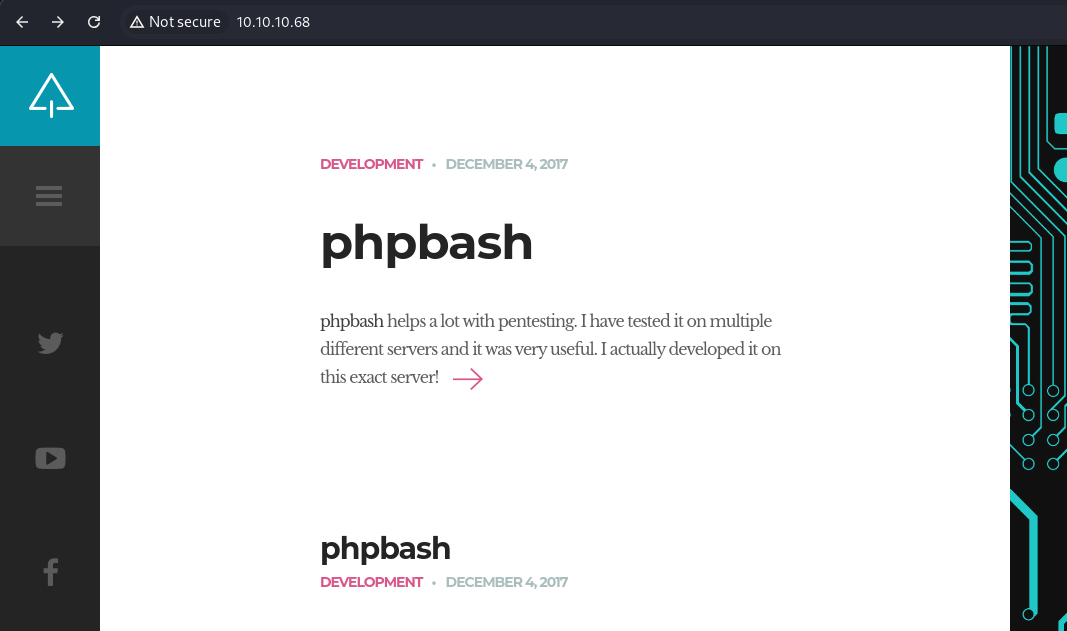 Not secure 10.10.10.68
DEVELOPMENT • DECEMBER 4, 2017
phpbash
phpbash helps a lot with pentesting. I have tested it on multiple
different servers and it was very useful. I actually developed it on
this exact server!
phpbash
DEVELOPMENT • DECEMBER 4, 2017